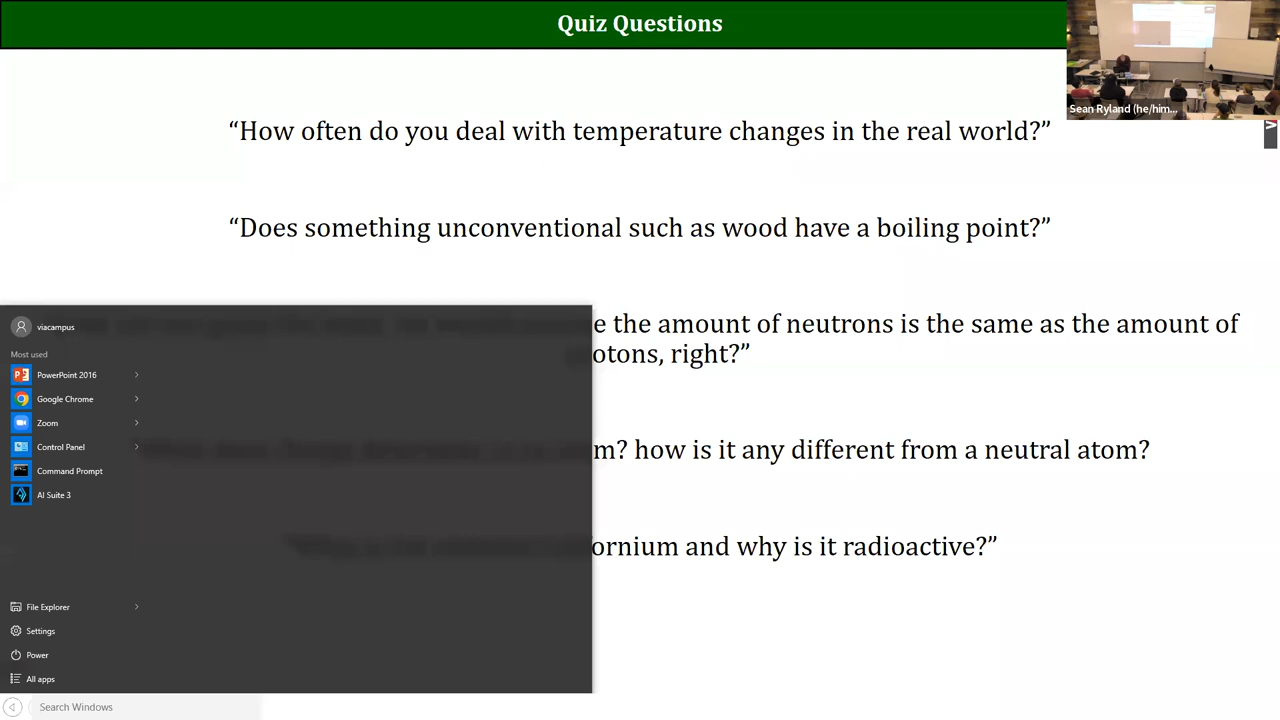 Quiz Questions
Sean Ryland (he/him...
“How often do you deal with temperature changes in the real world?”
“Does something unconventional such as wood have a boiling point?”
the amount of neutrons is the same as the amount of
right?”
how is it any different from a neutral atom?
and why is it radioactive?”
viacampus
Most used
PowerPoint 2016
Google Chrome
Zoom
Control Panel
Command Prompt
AI Suite 3
File Explorer
Settings
Power
All apps
Search Windows